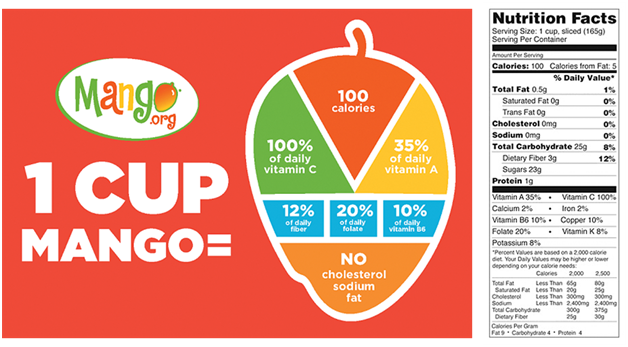 Mango
.org
1 CUP
MANGO=
100
calories
100%
of daily
vitamin C
35%
of daily
vitamin A
12%
of daily
fiber
20%
of daily
folate
10%
of daily
vitamin B6
NO
cholesterol
sodium
fat
Nutrition Facts
Serving Size: 1 cup, sliced (165g)
Serving Per Container
Amount Per Serving
Calories: 100 Calories from Fat: 5
% Daily Value*
Total Fat 0.5g 1%
Saturated Fat 0g 0%
Trans Fat 0g 0%
Cholesterol 0mg 0%
Sodium 0mg 0%
Total Carbohydrate 25g 8%
Dietary Fiber 3g 12%
Sugars 23g
Protein 1g
Vitamin A 35% • Vitamin C 100%
Calcium 2% • Iron 2%
Vitamin B6 10% • Copper 10%
Folate 20% • Vitamin K 8%
Potassium 8%
*Percent Values are based on a 2,000 calorie
diet. Your Daily Values may be higher or lower
depending on your calorie needs:
Calories 2,000 2,500
Total Fat Less Than 65g 80g
Saturated Fat Less Than 20g 25g
Cholesterol Less Than 300mg 300mg
Sodium Less Than 2,400mg 2,400mg
Total Carbohydrate 300g 375g
Dietary Fiber 25g 30g
Calories Per Gram
Fat 9 • Carbohydrate 4 • Protein 4